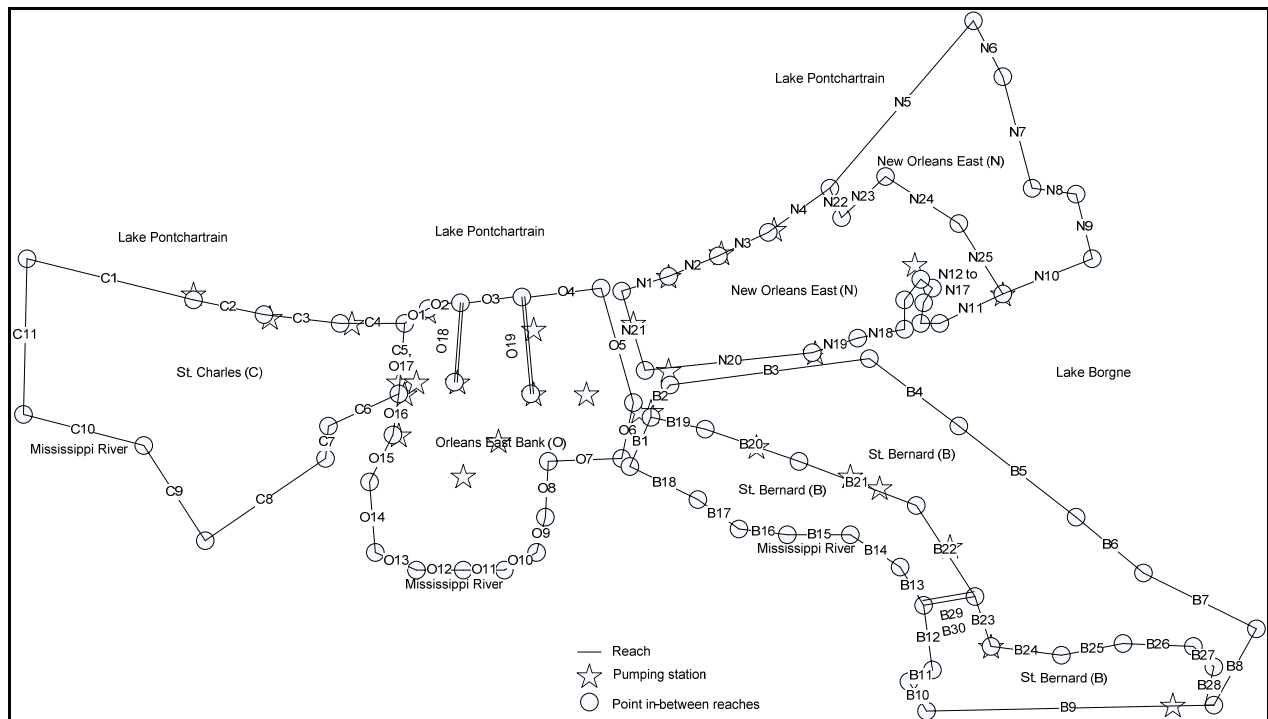 N6
Lake Pontchartrain
N5
N7
New Orleans East (N)
N8
N22
N23
N24
N4
N9
Lake Pontchartrain
Lake Pontchartrain
N3
N25
N2
N10
C1
N1
N12 to
N17
New Orleans East (N)
O4
O3
O2
C2
C3
C4
O1
N11
N21
N18
N19
O18
O19
O5
C11
C5,
O17
N20
B3
St. Charles (C)
Lake Borgne
B2
B4
C6
O16
B19
C10
O6
B1
Mississippi River
C7
Orleans East Bank (O)
B20
St. Bernard (B)
O15
O7
B5
C9
C8
O8
B18
B21
St. Bernard (B)
O14
B17
O9
B16
B15
B6
Mississippi River
B14
B22
O13
O12
O11
O10
Mississippi River
B13
B7
B29
B30
B23
B12
Reach
B24
B25
B26
B27
B8
Pumping station
B11
St. Bernard (B)
B28
B10
Point in-between reaches
B9